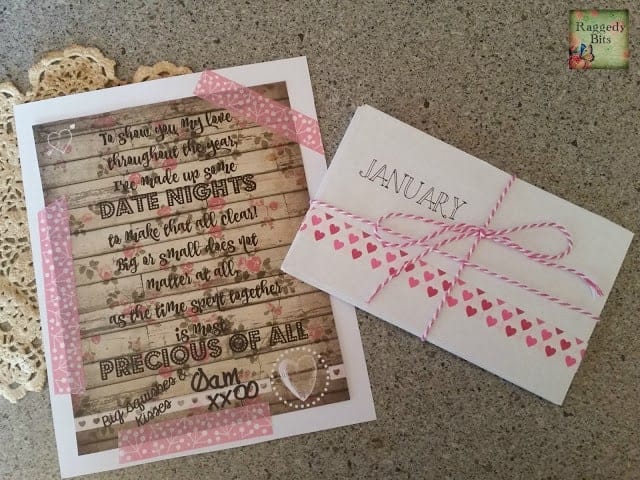 To show you my love
throughout the year,
I've made up some
DATE NIGHTS
to make that all clear!
Big or small does not
matter at all
as the time spent together
is most
PRECIOUS OF ALL
Big squishes &
kisses
Sam
xxOO
JANUARY
Raggedy
Bits